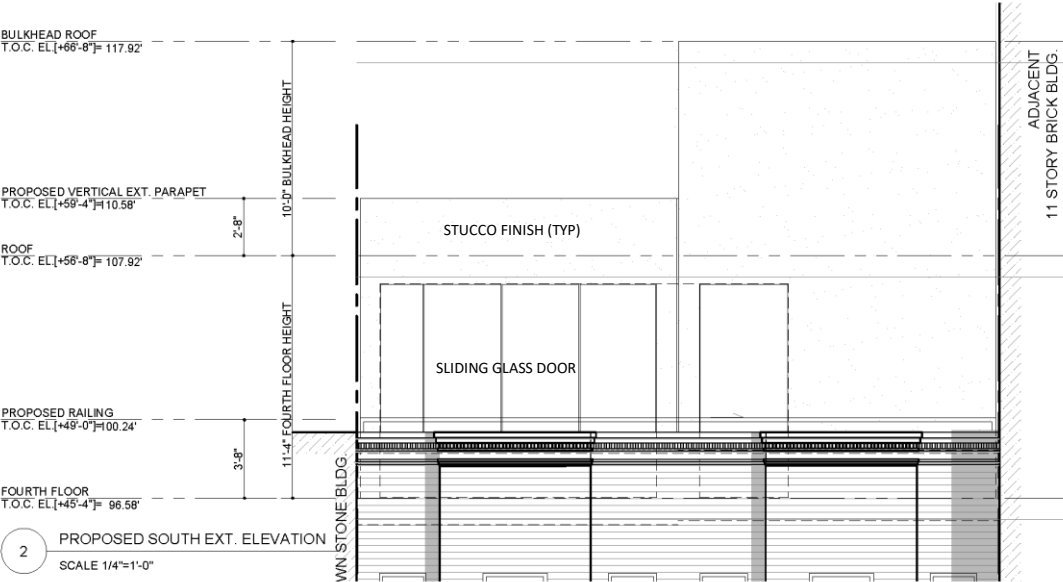 BULKHEAD ROOF
T.O.C. EL.[+66'-8"]= 117.92'
10'-0" BULKHEAD HEIGHT
ADJACENT
11 STORY BRICK BLDG.
PROPOSED VERTICAL EXT. PARAPET
T.O.C. EL.[+59'-4"]=110.58'
2'-8"
STUCCO FINISH (TYP)
ROOF
T.O.C. EL.[+56'-8"]= 107.92'
11'-4" FOURTH FLOOR HEIGHT
SLIDING GLASS DOOR
PROPOSED RAILING
T.O.C. EL.[+49'-0"]=100.24'
3'-8"
FOURTH FLOOR
T.O.C. EL.[+45'-4"]= 96.58'
WN STONE BLDG.
2
PROPOSED SOUTH EXT. ELEVATION
SCALE 1/4"=1'-0"